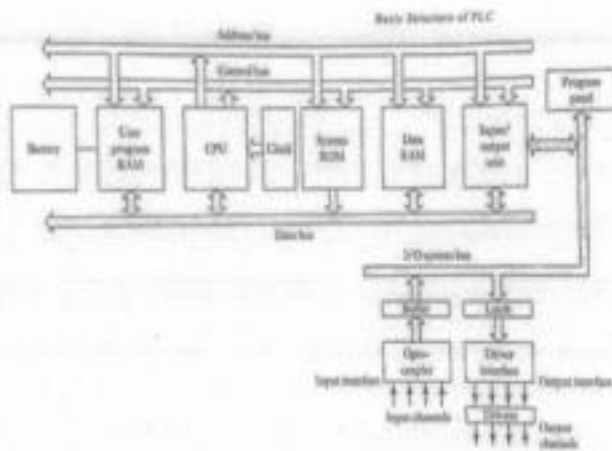 Basic Structure of PLC
Address bus
Control bus
Program
panel
Battery
User
program
RAM
CPU
Clock
System
ROM
Data
RAM
Input/
output
unit
Data bus
I/O system bus
Buffer
Latch
Opto-
coupler
Driver
interface
Input interface
Output interface
Input channels
Drivers
Output
channels